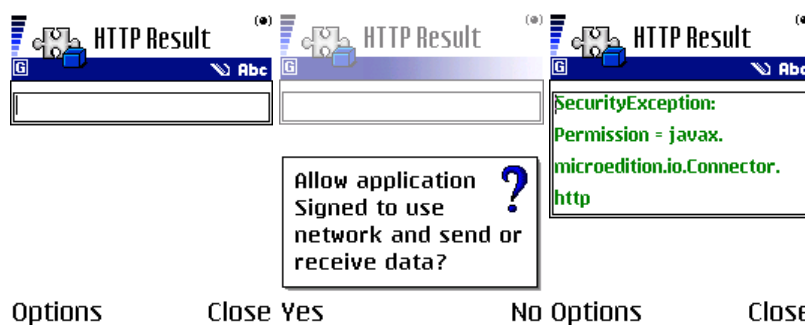 HTTP Result
G
Abc
Options Close
HTTP Result
G
Allow application
Signed to use
network and send or
receive data?
Yes No
HTTP Result
G
Abc
SecurityException:
Permission = javax.
microedition.io.Connector.
http
Options Close